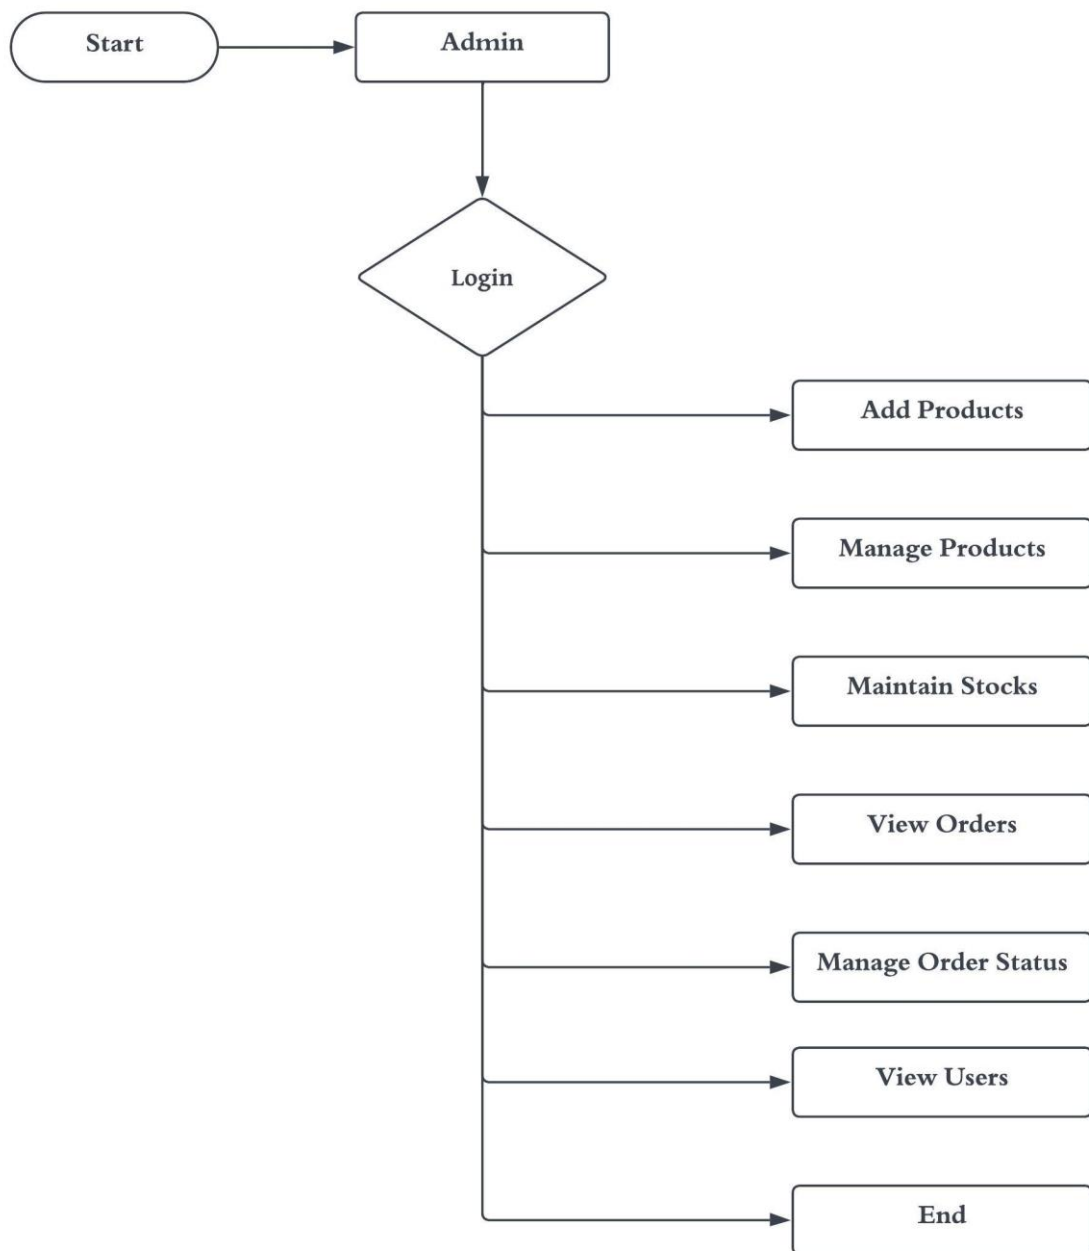 Start
Admin
Login
Add Products
Manage Products
Maintain Stocks
View Orders
Manage Order Status
View Users
End